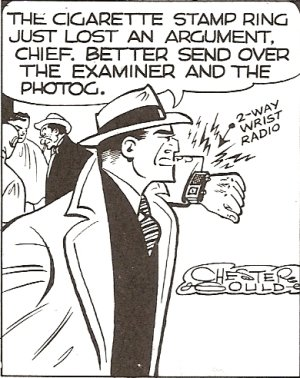 THE CIGARETTE STAMP RING
JUST LOST AN ARGUMENT,
CHIEF. BETTER SEND OVER
THE EXAMINER AND THE
PHOTOG.
2-WAY
WRIST
RADIO
CHESTER
GOULD